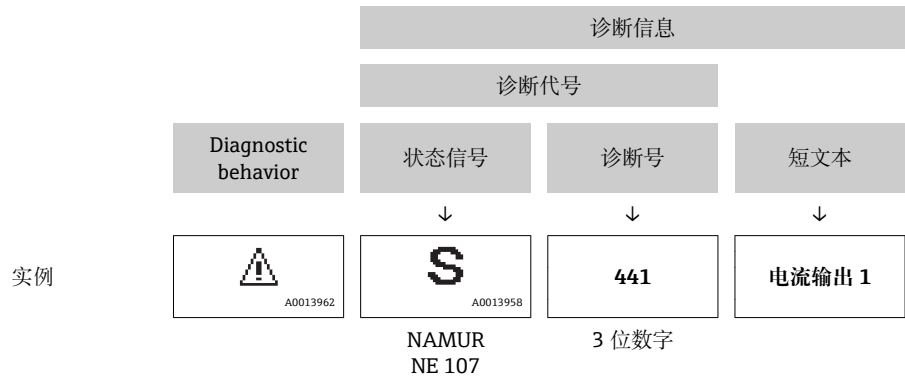 诊断信息
诊断代号
Diagnostic
behavior
状态信号
诊断号
短文本
↓ ↓ ↓
实例
A0013962
S
A0013958
441
电流输出 1
NAMUR
NE 107
3 位数字